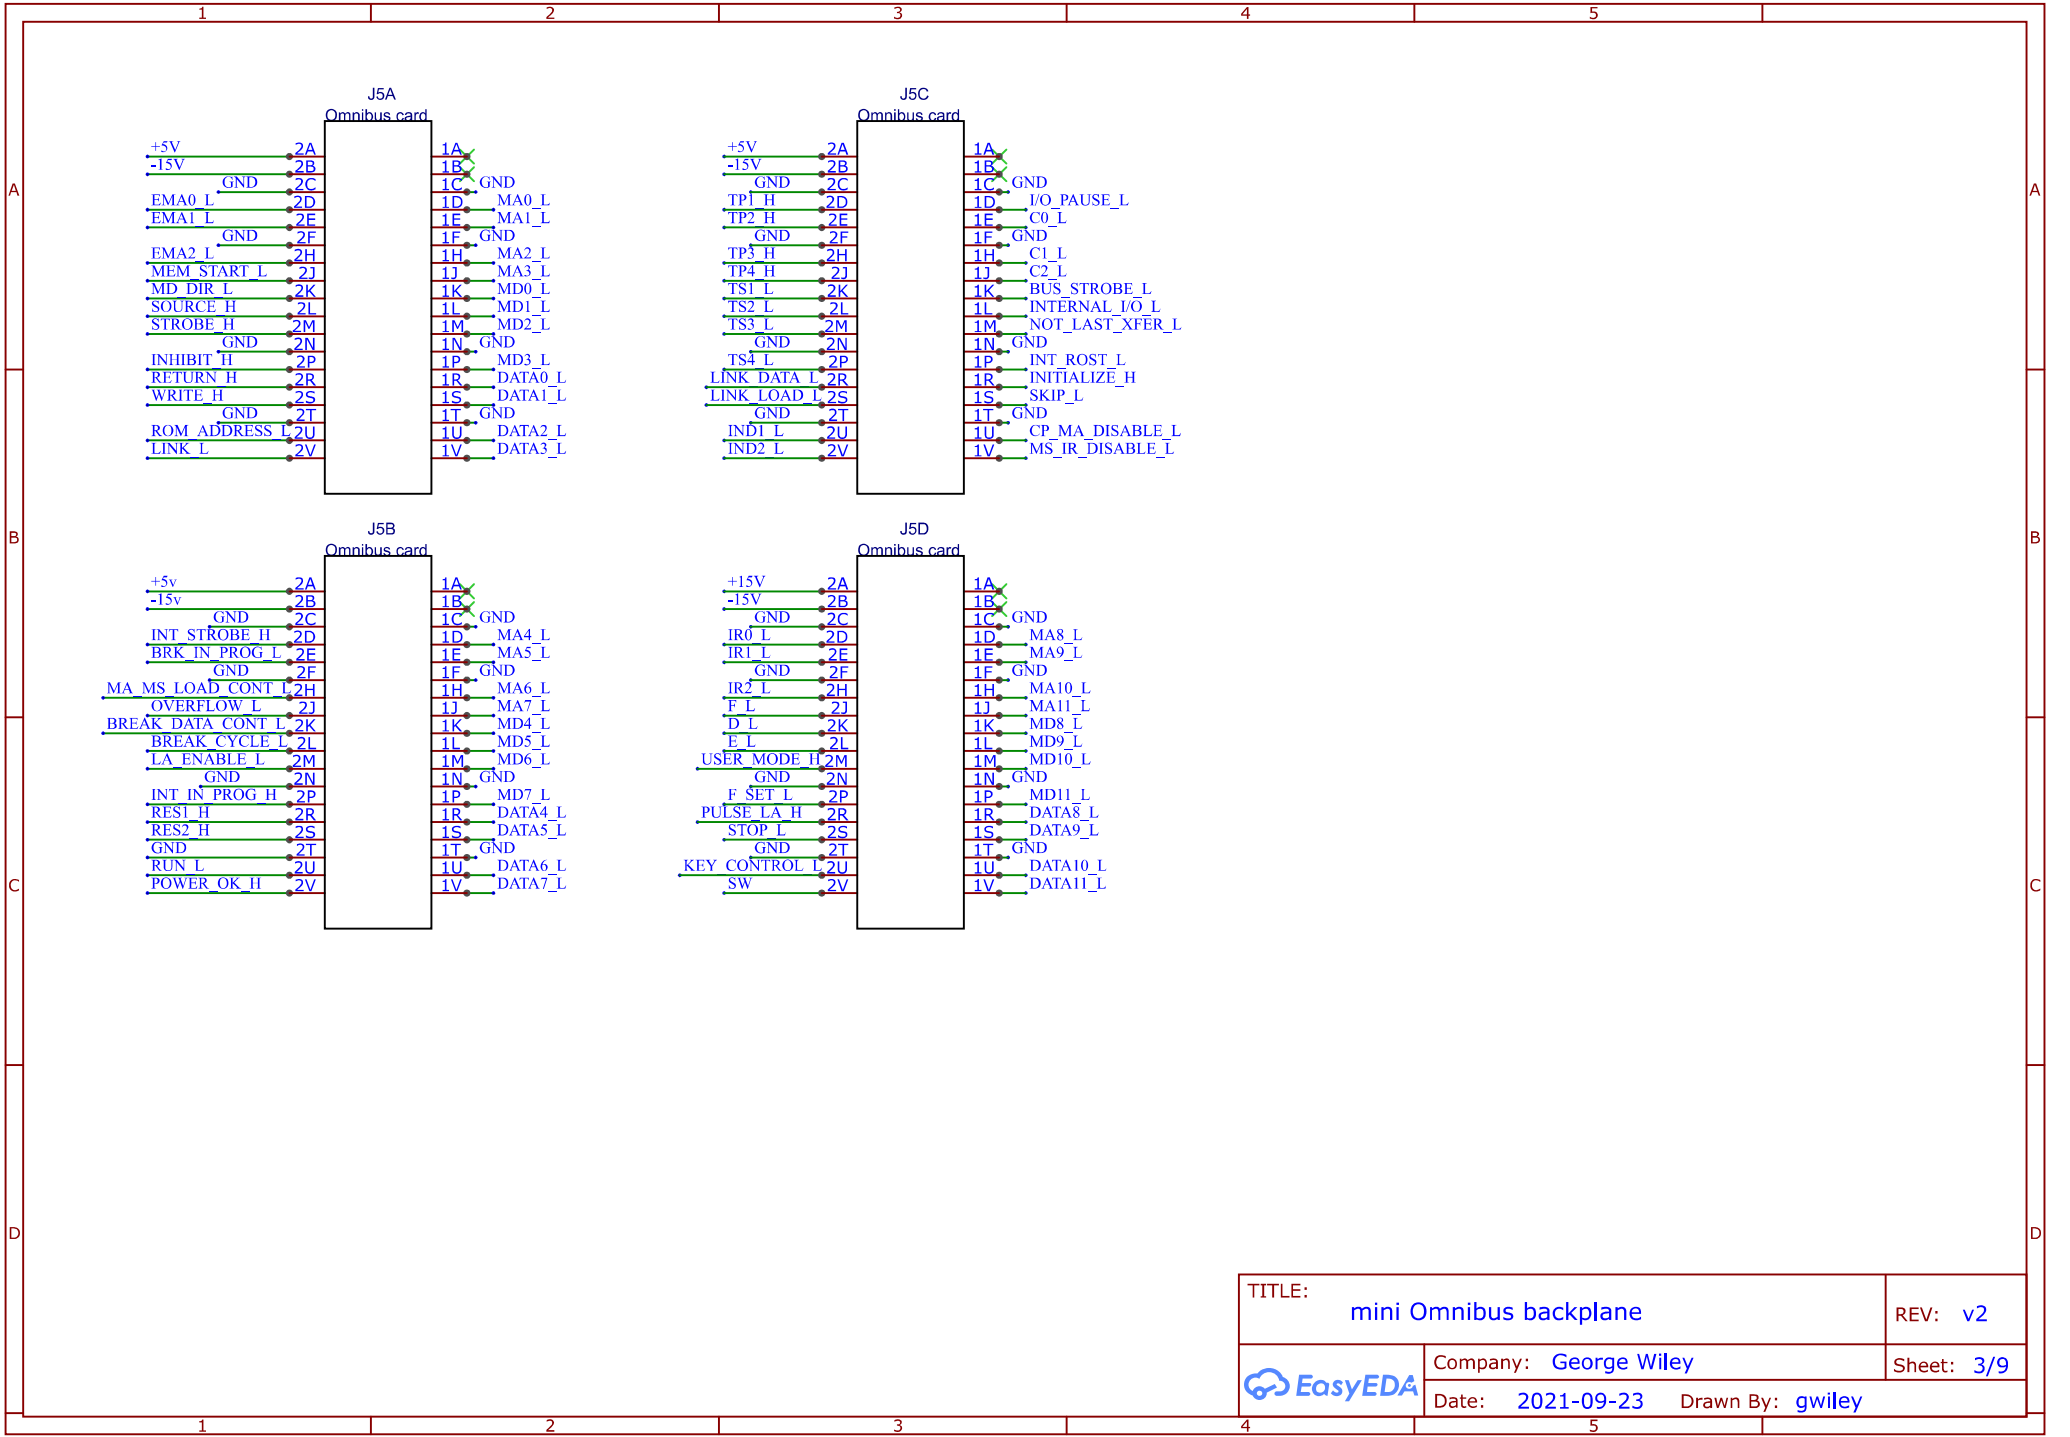 1 2 3 4 5
A A
B B
C C
D D
J5A
Omnibus card
+5V 2A 1A
-15V 2B 1B
GND 2C 1C GND
EMA0_L 2D 1D MA0_L
EMA1_L 2E 1E MA1_L
GND 2F 1F GND
EMA2_L 2H 1H MA2_L
MEM_START_L 2J 1J MA3_L
MD_DIR_L 2K 1K MD0_L
SOURCE_H 2L 1L MD1_L
STROBE_H 2M 1M MD2_L
GND 2N 1N GND
INHIBIT_H 2P 1P MD3_L
RETURN_H 2R 1R DATA0_L
WRITE_H 2S 1S DATA1_L
GND 2T 1T GND
ROM_ADDRESS_L 2U 1U DATA2_L
LINK_L 2V 1V DATA3_L
J5C
Omnibus card
+5V 2A 1A
-15V 2B 1B
GND 2C 1C GND
TP1_H 2D 1D I/O_PAUSE_L
TP2_H 2E 1E C0_L
GND 2F 1F GND
TP3_H 2H 1H C1_L
TP4_H 2J 1J C2_L
TS1_L 2K 1K BUS_STROBE_L
TS2_L 2L 1L INTERNAL_I/O_L
TS3_L 2M 1M NOT_LAST_XFER_L
GND 2N 1N GND
TS4_L 2P 1P INT_ROST_L
LINK_DATA_L 2R 1R INITIALIZE_H
LINK_LOAD_L 2S 1S SKIP_L
GND 2T 1T GND
IND1_L 2U 1U CP_MA_DISABLE_L
IND2_L 2V 1V MS_IR_DISABLE_L
J5B
Omnibus card
+5v 2A 1A
-15v 2B 1B
GND 2C 1C GND
INT_STROBE_H 2D 1D MA4_L
BRK_IN_PROG_L 2E 1E MA5_L
GND 2F 1F GND
MA_MS_LOAD_CONT_L 2H 1H MA6_L
OVERFLOW_L 2J 1J MA7_L
BREAK_DATA_CONT_L 2K 1K MD4_L
BREAK_CYCLE_L 2L 1L MD5_L
LA_ENABLE_L 2M 1M MD6_L
GND 2N 1N GND
INT_IN_PROG_H 2P 1P MD7_L
RES1_H 2R 1R DATA4_L
RES2_H 2S 1S DATA5_L
GND 2T 1T GND
RUN_L 2U 1U DATA6_L
POWER_OK_H 2V 1V DATA7_L
J5D
Omnibus card
+15V 2A 1A
-15V 2B 1B
GND 2C 1C GND
IR0_L 2D 1D MA8_L
IR1_L 2E 1E MA9_L
GND 2F 1F GND
IR2_L 2H 1H MA10_L
F_L 2J 1J MA11_L
D_L 2K 1K MD8_L
E_L 2L 1L MD9_L
USER_MODE_H 2M 1M MD10_L
GND 2N 1N GND
F_SET_L 2P 1P MD11_L
PULSE_LA_H 2R 1R DATA8_L
STOP_L 2S 1S DATA9_L
GND 2T 1T GND
KEY_CONTROL_L 2U 1U DATA10_L
SW 2V 1V DATA11_L
TITLE:
mini Omnibus backplane
REV: v2
EasyEDA
Company: George Wiley
Sheet: 3/9
Date: 2021-09-23 Drawn By: gwiley
1 2 3 4 5